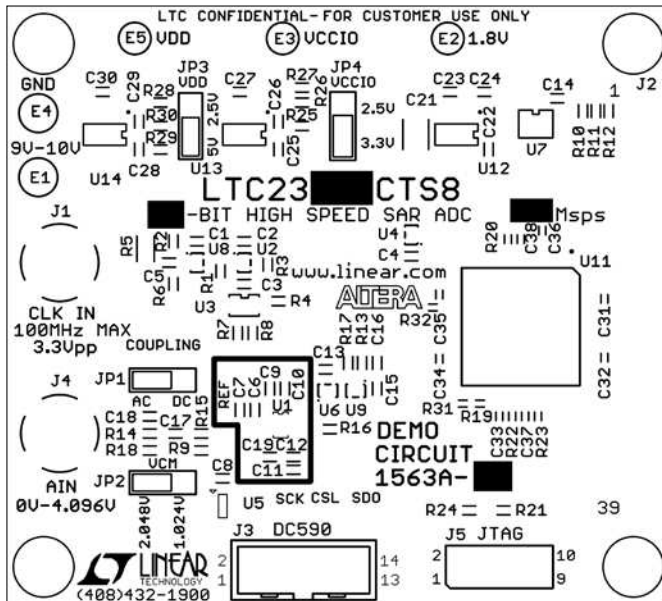 LTC CONFIDENTIAL-FOR CUSTOMER USE ONLY
E5 VDD
E3 VCCIO
E2 1.8V
GND
J2
E4
C30
C29
R28
R30
R29
C28
JP3
VDD
2.5V
5V
C27
C26
R27
R26
R25
C25
JP4
VCCIO
2.5V
3.3V
C21
C23 C24
C22
C14
1
U7
R10
R11
R12
9V-10V
E1
U14
U13
U12
LTC23 CTS8
-BIT HIGH SPEED SAR ADC
Msps
J1
R5
R2
C5
R6
C1
U8
R1
C2
U2
R3
C3
R4
U3
R7
R8
U4
C4
R20
C38
C36
U11
www.linear.com
ALTERA
R32
C35
C31
CLK IN
100MHz MAX
3.3Vpp
COUPLING
R17
R13
C16
C13
C34
C32
J4
JP1
AC DC
REF
C7
C6
C9
C10
U1
U6 U9
C15
R31
R19
C18
R14
R18
C17
R9
R15
C19 C12
C11
R16
C33
R22
C37
R23
DEMO
CIRCUIT
1563A-
VCM
JP2
C8
AIN
0V-4.096V
2.048V
1.024V
U5
SCK CSL SDO
R24
R21
39
J3 DC590
J5 JTAG
2
14
1
13
2
10
1
9
LT LINEAR
TECHNOLOGY
(408)432-1900